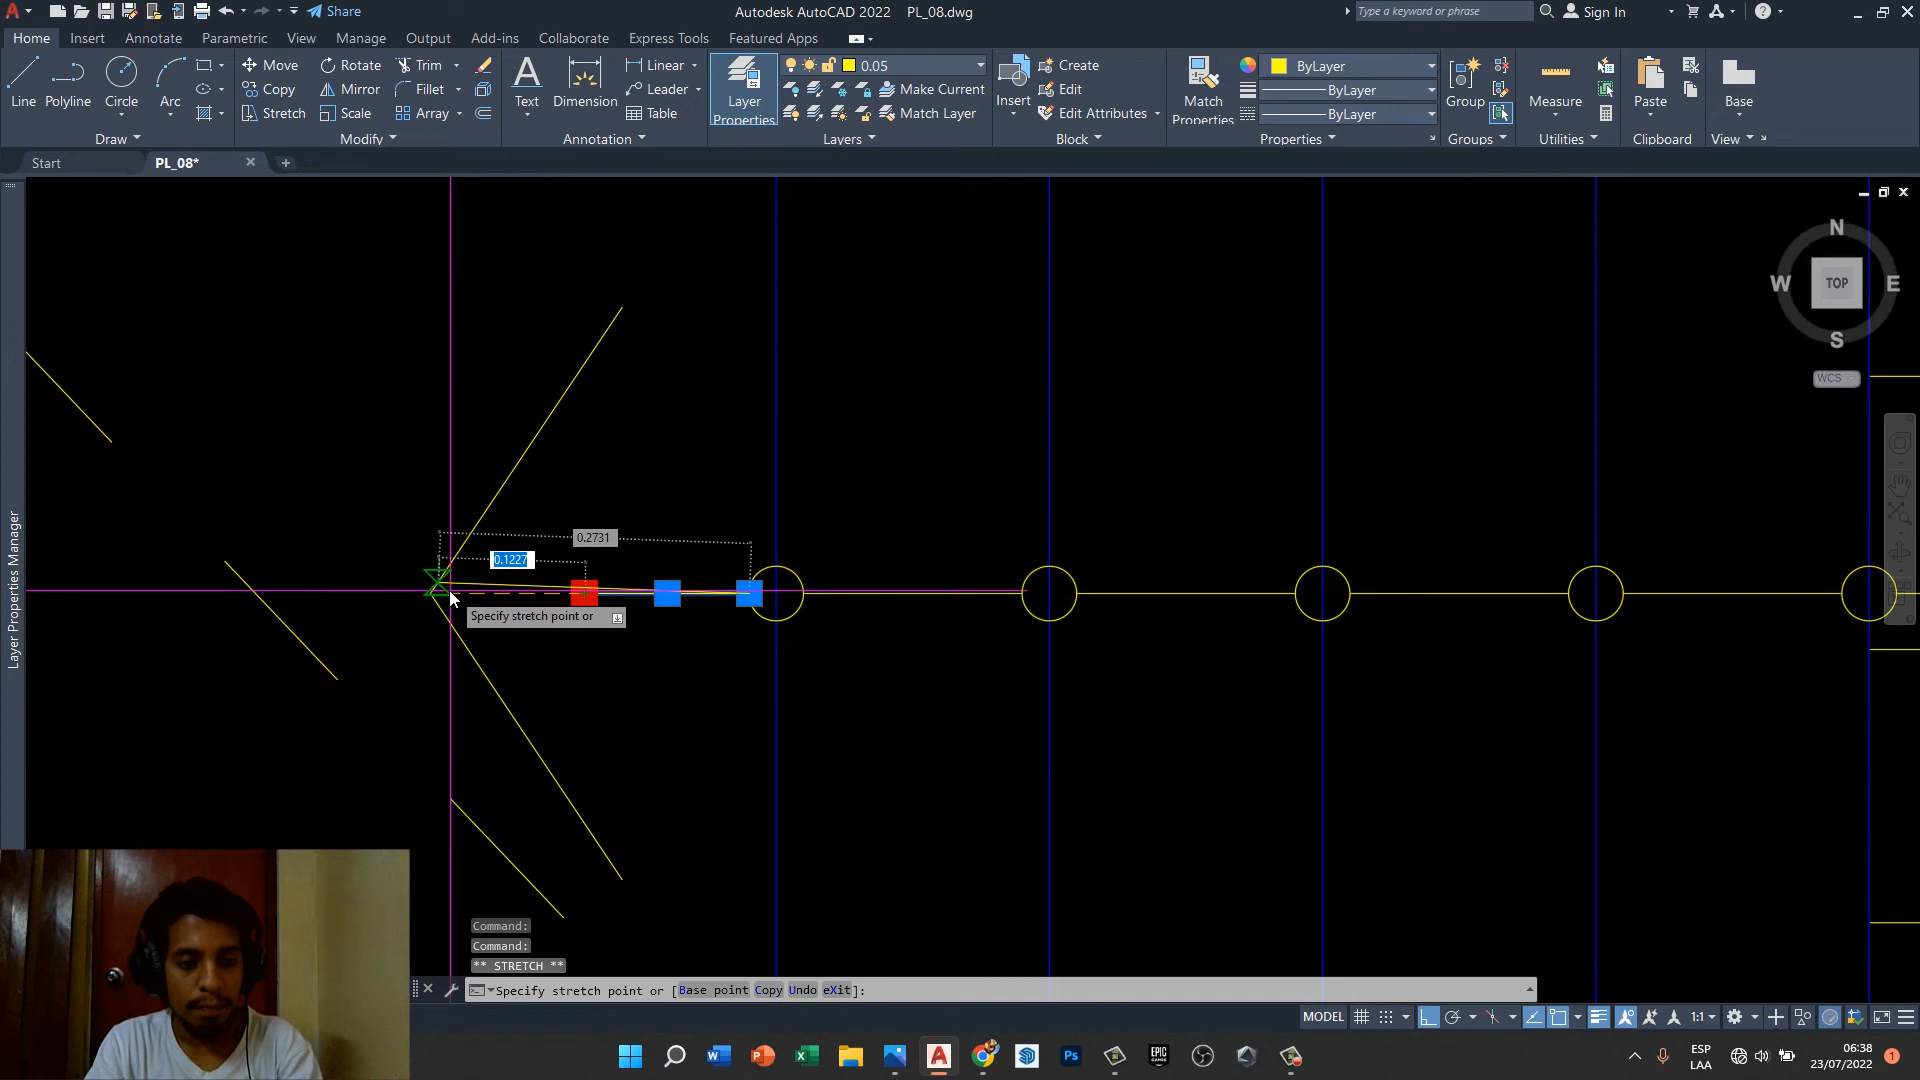 A Share Autodesk AutoCAD 2022 PL_08.dwg Type a keyword or phrase Sign In
Home Insert Annotate Parametric View Manage Output Add-ins Collaborate Express Tools Featured Apps
Line Polyline Circle Arc
Move Rotate Trim
Copy Mirror Fillet
Stretch Scale Array
Text Dimension
Linear
Leader
Table
Layer Properties
0.05
Make Current
Match Layer
Insert
Create
Edit
Edit Attributes
Match Properties
ByLayer
ByLayer
ByLayer
Group Measure Paste Base
Draw Modify Annotation Layers Block Properties Groups Utilities Clipboard View
Start PL_08*
N
W TOP E
S
WCS
Layer Properties Manager
0.2731
0.1227
Specify stretch point or
Command:
Command:
** STRETCH **
Specify stretch point or [Base point Copy Undo eXit]:
MODEL 1:1
W P X A Ps EPIC GAMES
ESP
LAA
06:38
23/07/2022
1